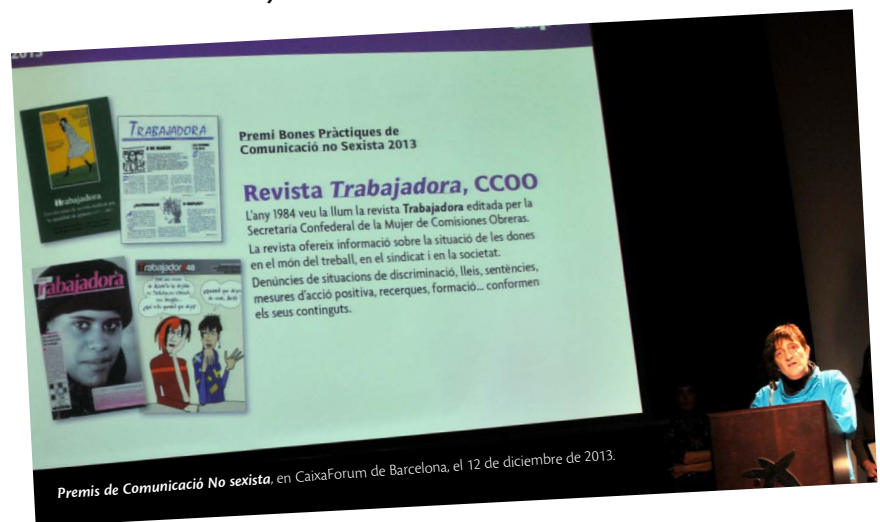 2013
TRABAJADORA
8 DE MARZO
Trabajadora
Trabajadora
Trabajadora 48
Premi Bones Pràctiques de
Comunicació no Sexista 2013
Revista Trabajadora, CCOO
L'any 1984 veu la llum la revista Trabajadora editada per la
Secretaria Confederal de la Mujer de Comisiones Obreras.
La revista ofereix informació sobre la situació de les dones
en el món del treball, en el sindicat i en la societat.
Denúncies de situacions de discriminació, lleis, sentències,
mesures d'acció positiva, recerques, formació... conformen
els seus continguts.
Premis de Comunicació No sexista, en CaixaForum de Barcelona, el 12 de diciembre de 2013.